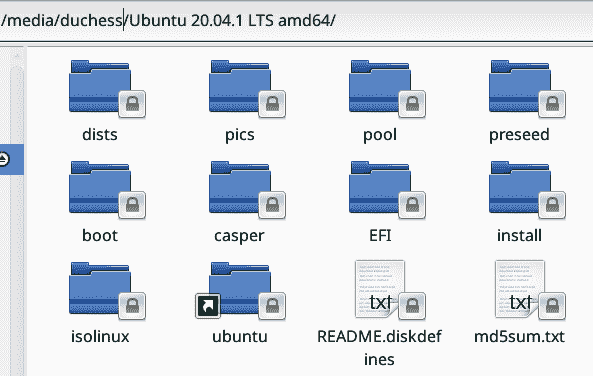 /media/duchess/Ubuntu 20.04.1 LTS amd64/
dists pics pool preseed
boot casper EFI install
txt txt
isolinux ubuntu README.diskdef md5sum.txt
ines